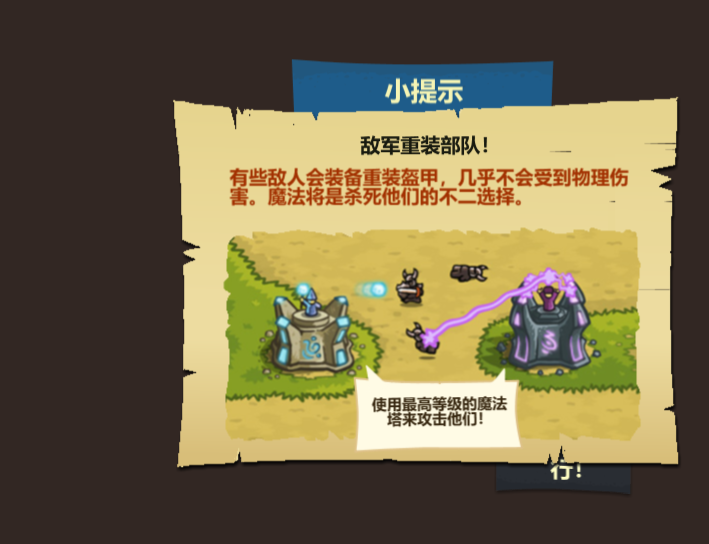 小提示
敌军重装部队！
有些敌人会装备重装盔甲，几乎不会受到物理伤
害。魔法将是杀死他们的不二选择。
使用最高等级的魔法
塔来攻击他们！
行！